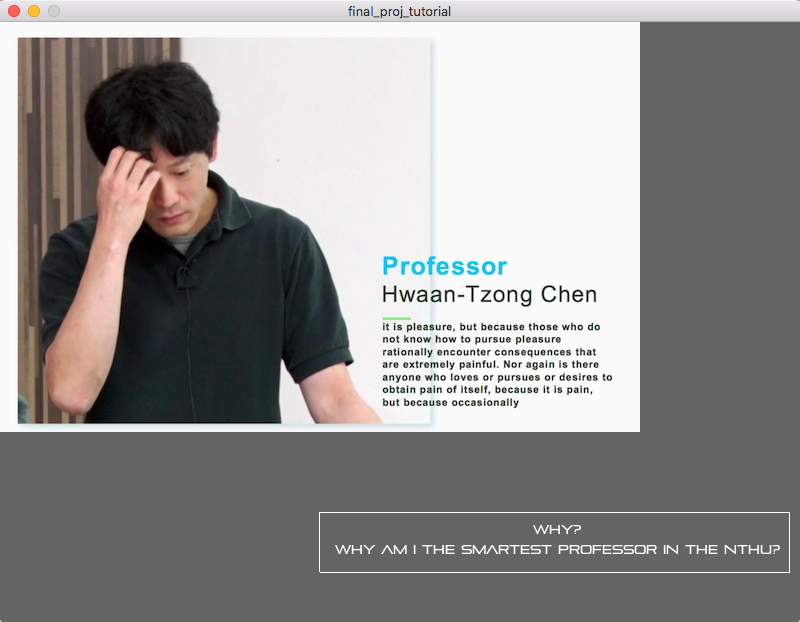 final_proj_tutorial
Professor
Hwaan-Tzong Chen
it is pleasure, but because those who do
not know how to pursue pleasure
rationally encounter consequences that
are extremely painful. Nor again is there
anyone who loves or pursues or desires to
obtain pain of itself, because it is pain,
but because occasionally
WHY?
WHY AM I THE SMARTEST PROFESSOR IN THE NTHU?